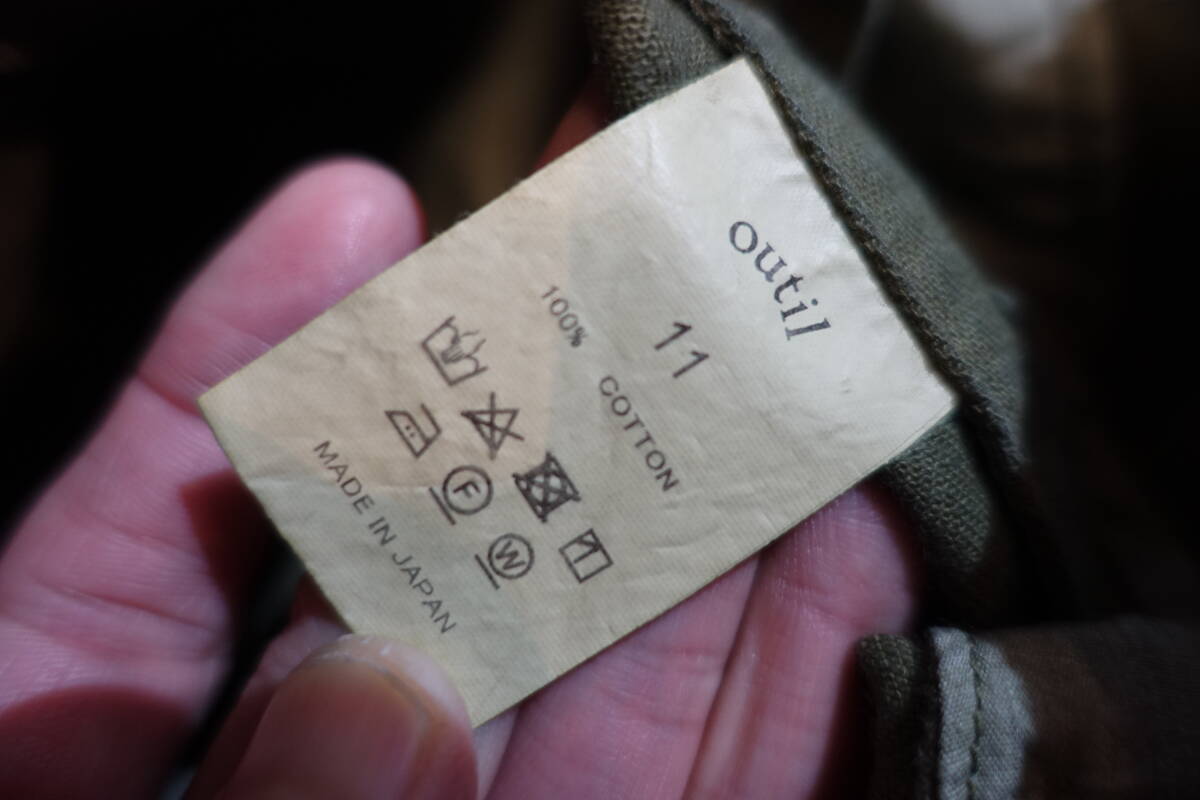 outil
11
100% COTTON
F
W
MADE IN JAPAN